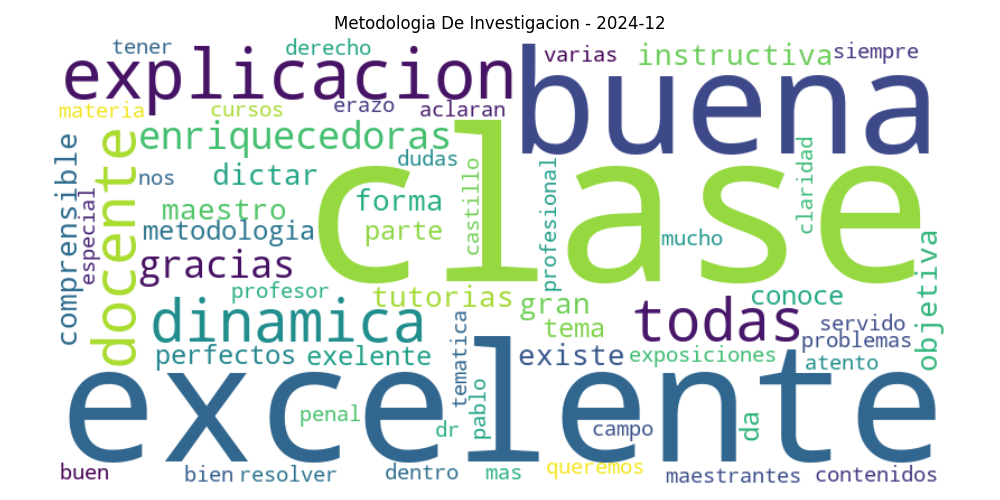 Metodologia De Investigacion - 2024-12
tener
derecho
varias
instructiva
siempre
explicacion
buena
materia
cursos
erazo
aclaran
enriquecedoras
clase
comprensible
docente
dudas
castillo
profesional
claridad
nos
dictar
especial
maestro
forma
metodologia
parte
mucho
gracias
objetiva
profesor
tutorias
gran
conoce
dinamica
tema
todas
servido
problemas
perfectos
exelente
tematica
existe
exposiciones
atento
excelente
penal
pablo
dr
campo
da
buen
bien
resolver
dentro
mas
queremos
maestrantes
contenidos